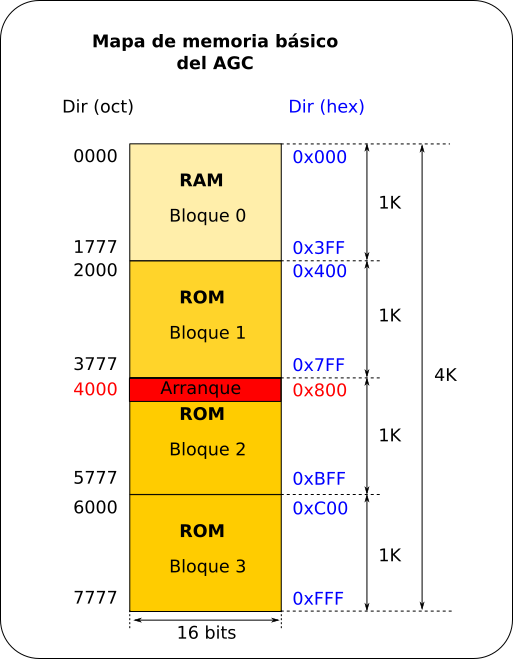 Mapa de memoria básico
del AGC
Dir (oct) Dir (hex)
0000 0x000
RAM
1K
Bloque 0
1777 0x3FF
2000 0x400
ROM
1K
Bloque 1
3777 0x7FF
4K
4000 Arranque 0x800
ROM
1K
Bloque 2
5777 0xBFF
6000 0xC00
ROM
1K
Bloque 3
7777 0xFFF
16 bits